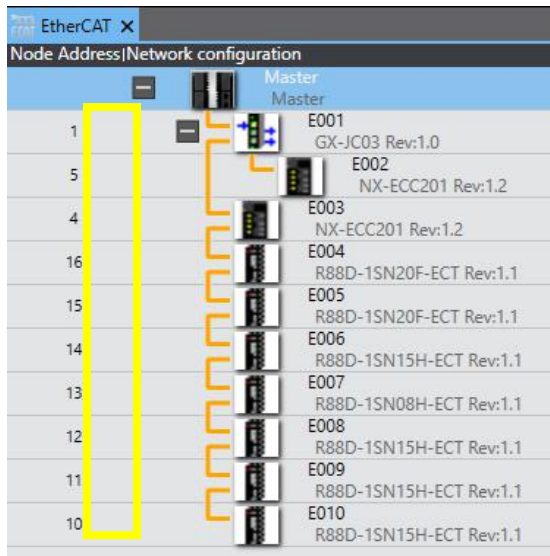 EtherCAT X
Node Address|Network configuration
Master
Master
1 E001
GX-JC03 Rev:1.0
5 E002
NX-ECC201 Rev:1.2
4 E003
NX-ECC201 Rev:1.2
16 E004
R88D-1SN20F-ECT Rev:1.1
15 E005
R88D-1SN20F-ECT Rev:1.1
14 E006
R88D-1SN15H-ECT Rev:1.1
13 E007
R88D-1SN08H-ECT Rev:1.1
12 E008
R88D-1SN15H-ECT Rev:1.1
11 E009
R88D-1SN15H-ECT Rev:1.1
10 E010
R88D-1SN15H-ECT Rev:1.1